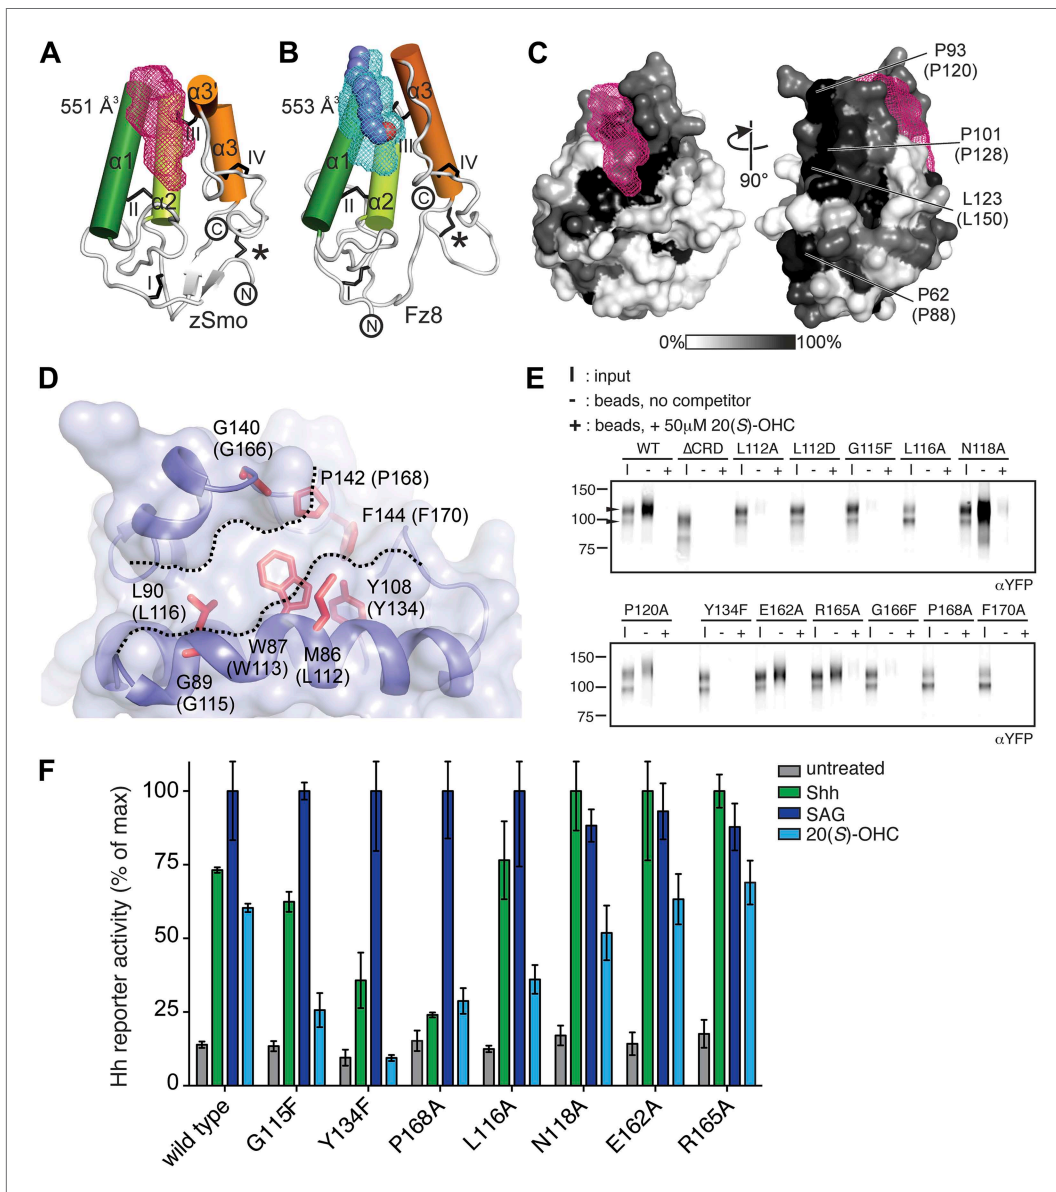 A
551 Å3
α1
α2
α3'
α3
III
IV
II
I
C
*
N
zSmo
B
553 Å3
α1
α2
α3
III
IV
II
I
C
*
N
Fz8
C
90°
P93
(P120)
P101
(P128)
L123
(L150)
P62
(P88)
0%
100%
D
G140
(G166)
P142 (P168)
F144 (F170)
L90
(L116)
Y108
(Y134)
W87
(W113)
M86
(L112)
G89
(G115)
E
I : input
- : beads, no competitor
+ : beads, + 50µM 20(S)-OHC
WT ΔCRD L112A L112D G115F L116A N118A
I - + I - + I - + I - + I - + I - + I - +
150
100
75
αYFP
P120A Y134F E162A R165A G166F P168A F170A
I - + I - + I - + I - + I - + I - + I - +
150
100
75
αYFP
F
Hh reporter activity (% of max)
100
75
50
25
0
untreated
Shh
SAG
20(S)-OHC
wild type
G115F
Y134F
P168A
L116A
N118A
E162A
R165A